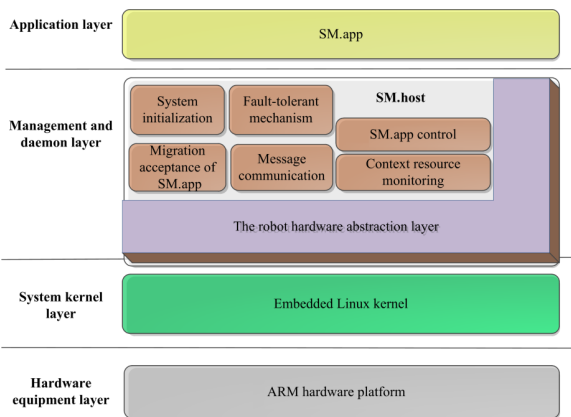 Application layer
SM.app
Management and
daemon layer
System
initialization
Fault-tolerant
mechanism
SM.host
SM.app control
Migration
acceptance of
SM.app
Message
communication
Context resource
monitoring
The robot hardware abstraction layer
System kernel
layer
Embedded Linux kernel
Hardware
equipment layer
ARM hardware platform